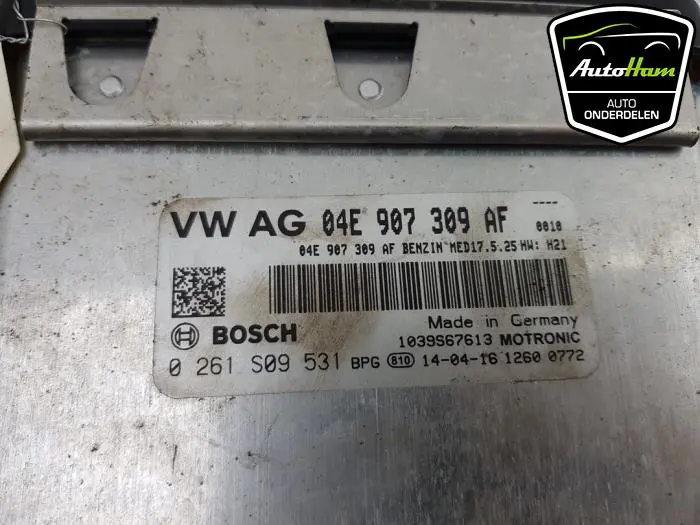 AutoHam
AUTO
ONDERDELEN
----
VW AG 04E 907 309 AF 0010
04E 907 309 AF BENZIN MED17.5.25 HW: H21
Made in Germany
BOSCH
1039S67613 MOTRONIC
0 261 S09 531 BPG 810 14-04-16 1260 0772